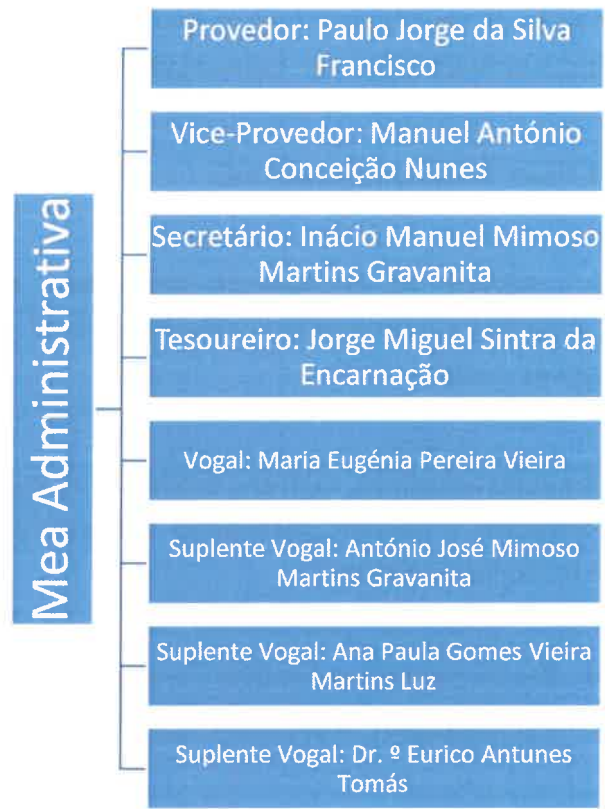 Mea Administrativa
Provedor: Paulo Jorge da Silva
Francisco
Vice-Provedor: Manuel António
Conceição Nunes
Secretário: Inácio Manuel Mimoso
Martins Gravanita
Tesoureiro: Jorge Miguel Sintra da
Encarnação
Vogal: Maria Eugénia Pereira Vieira
Suplente Vogal: António José Mimoso
Martins Gravanita
Suplente Vogal: Ana Paula Gomes Vieira
Martins Luz
Suplente Vogal: Dr. º Eurico Antunes
Tomás